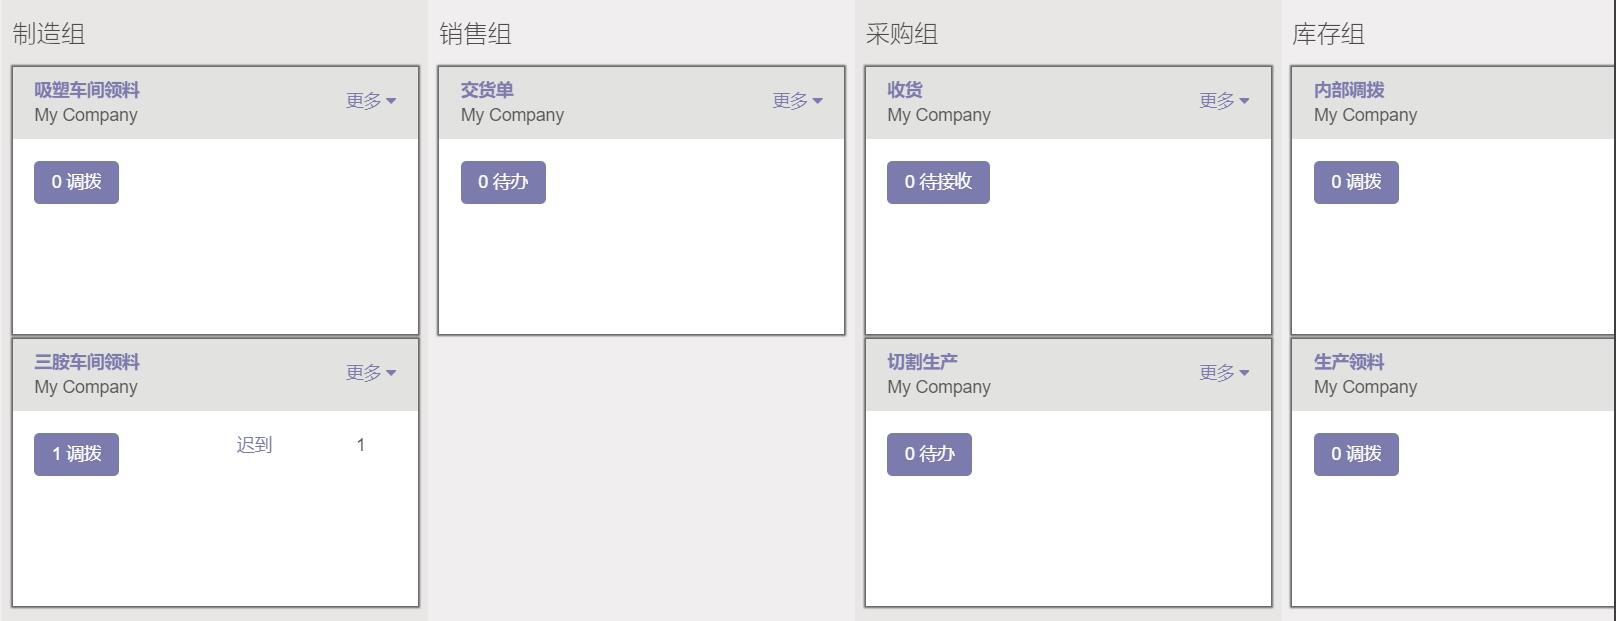 制造组
吸塑车间领料
更多
My Company
0 调拨
三胺车间领料
更多
My Company
1 调拨
迟到
1
销售组
交货单
更多
My Company
0 待办
采购组
收货
更多
My Company
0 待接收
切割生产
更多
My Company
0 待办
库存组
内部调拨
My Company
0 调拨
生产领料
My Company
0 调拨